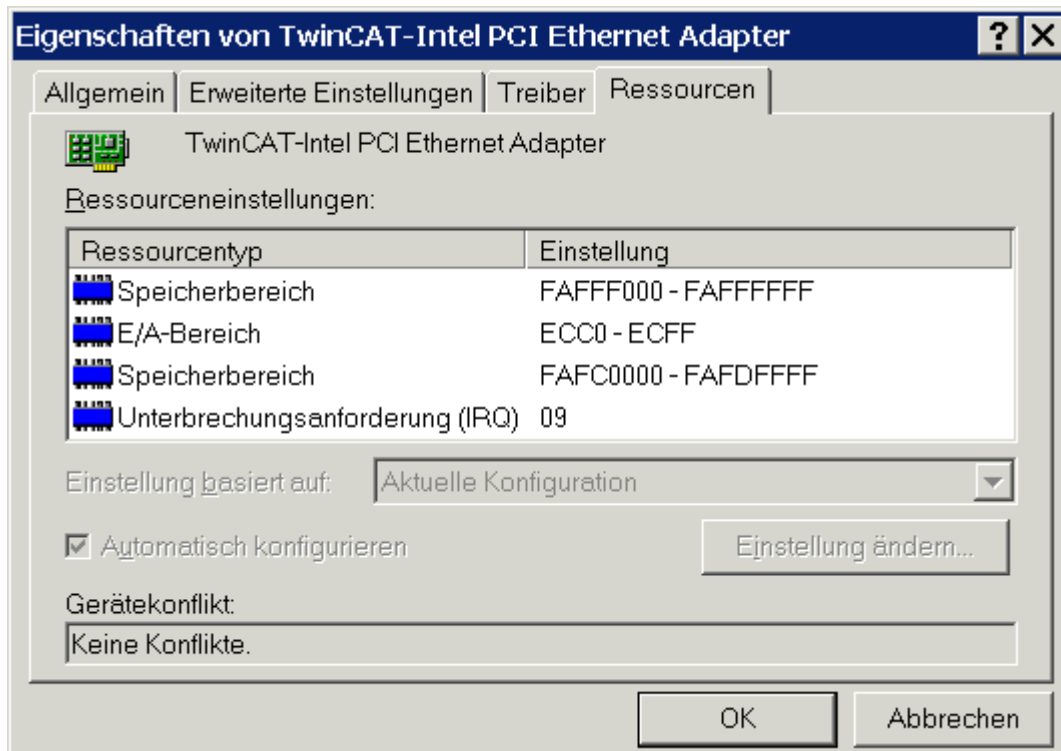 Eigenschaften von TwinCAT-Intel PCI Ethernet Adapter
Allgemein Erweiterte Einstellungen Treiber Ressourcen
TwinCAT-Intel PCI Ethernet Adapter
Ressourceneinstellungen:
Ressourcentyp Einstellung
Speicherbereich FAFFF000 - FAFFFFFF
E/A-Bereich ECC0 - ECFF
Speicherbereich FAFC0000 - FAFDFFFF
Unterbrechungsanforderung (IRQ) 09
Einstellung basiert auf: Aktuelle Konfiguration
Automatisch konfigurieren Einstellung ändern...
Gerätekonflikt:
Keine Konflikte.
OK Abbrechen